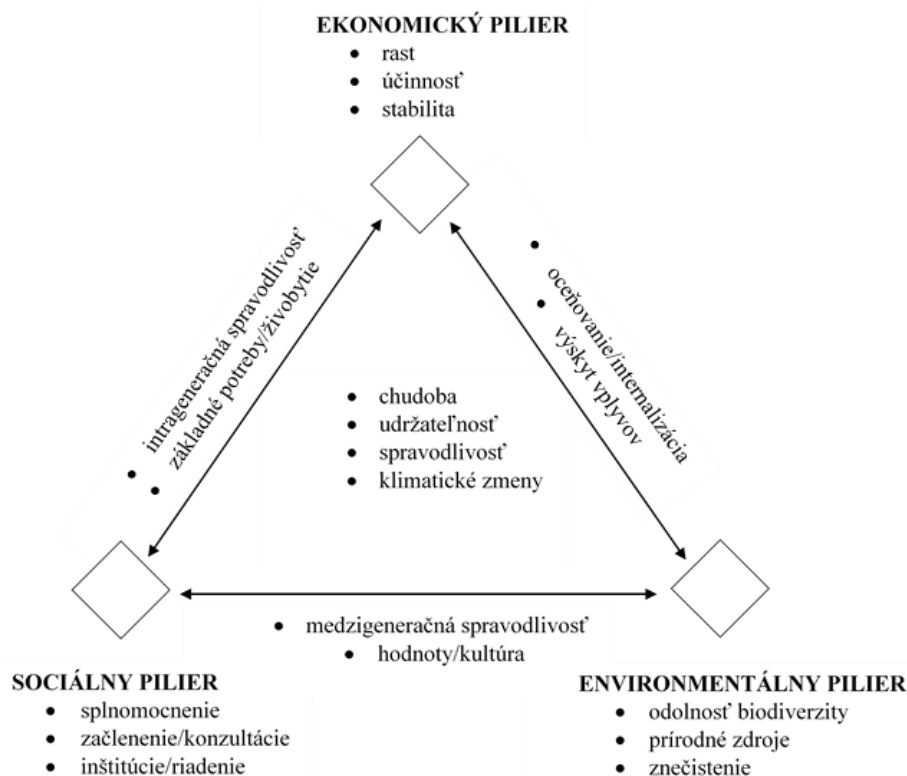 EKONOMICKÝ PILIER
• rast
• účinnosť
• stabilita
• intrageneračná spravodlivosť
• základné potreby/živobytie
• oceňovanie/internalizácia
• výskyt vplyvov
• chudoba
• udržateľnosť
• spravodlivosť
• klimatické zmeny
• medzigeneračná spravodlivosť
• hodnoty/kultúra
SOCIÁLNY PILIER
• splnomocnenie
• začlenenie/konzultácie
• inštitúcie/riadenie
ENVIRONMENTÁLNY PILIER
• odolnosť biodiverzity
• prírodné zdroje
• znečistenie